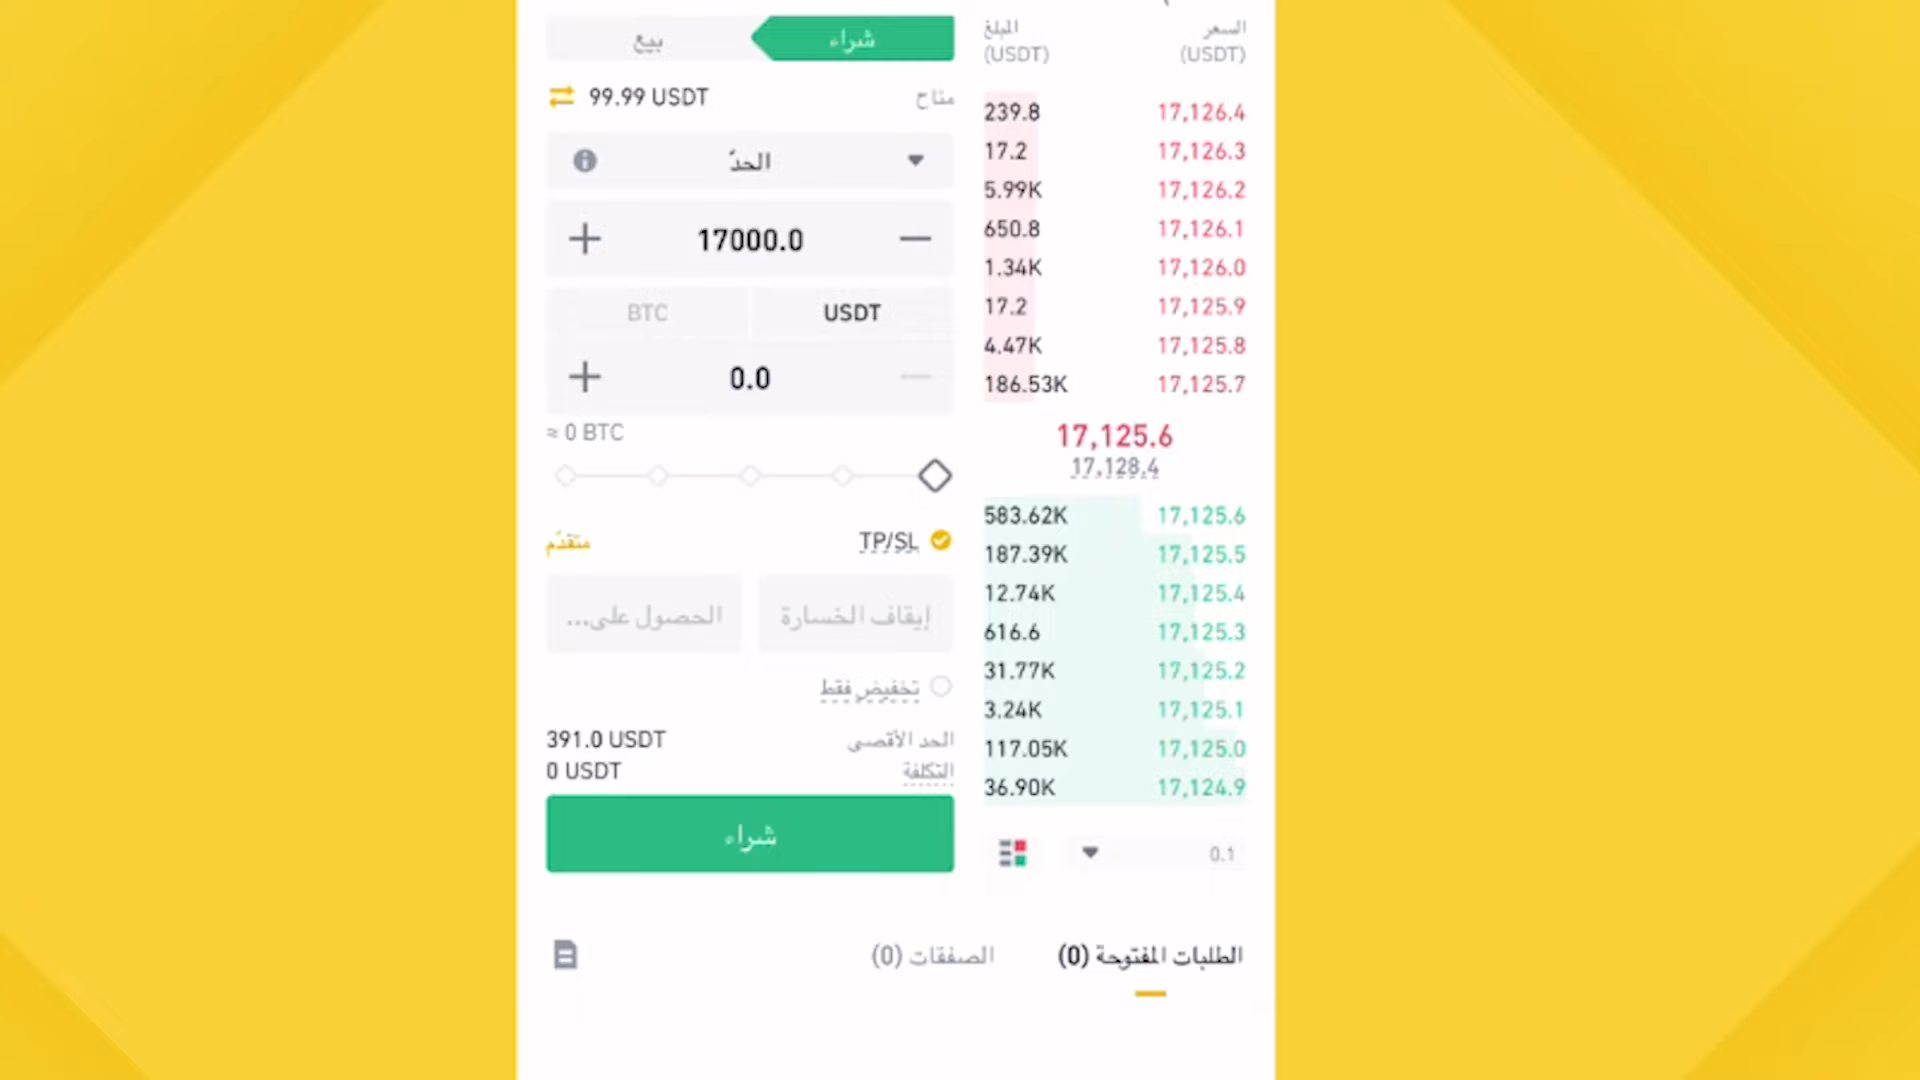 شراء
بيع
متاح
99.99 USDT
الحدّ
17000.0
USDT
BTC
0.0
≈ 0 BTC
TP/SL
متقدّم
إيقاف الخسارة
الحصول على...
تخفيض فقط
الحد الأقصى
391.0 USDT
التكلفة
0 USDT
شراء
السعر
(USDT)
المبلغ
(USDT)
17,126.4 239.8
17,126.3 17.2
17,126.2 5.99K
17,126.1 650.8
17,126.0 1.34K
17,125.9 17.2
17,125.8 4.47K
17,125.7 186.53K
17,125.6
17,128.4
17,125.6 583.62K
17,125.5 187.39K
17,125.4 12.74K
17,125.3 616.6
17,125.2 31.77K
17,125.1 3.24K
17,125.0 117.05K
17,124.9 36.90K
0.1
الطلبات المفتوحة (0)
الصفقات (0)